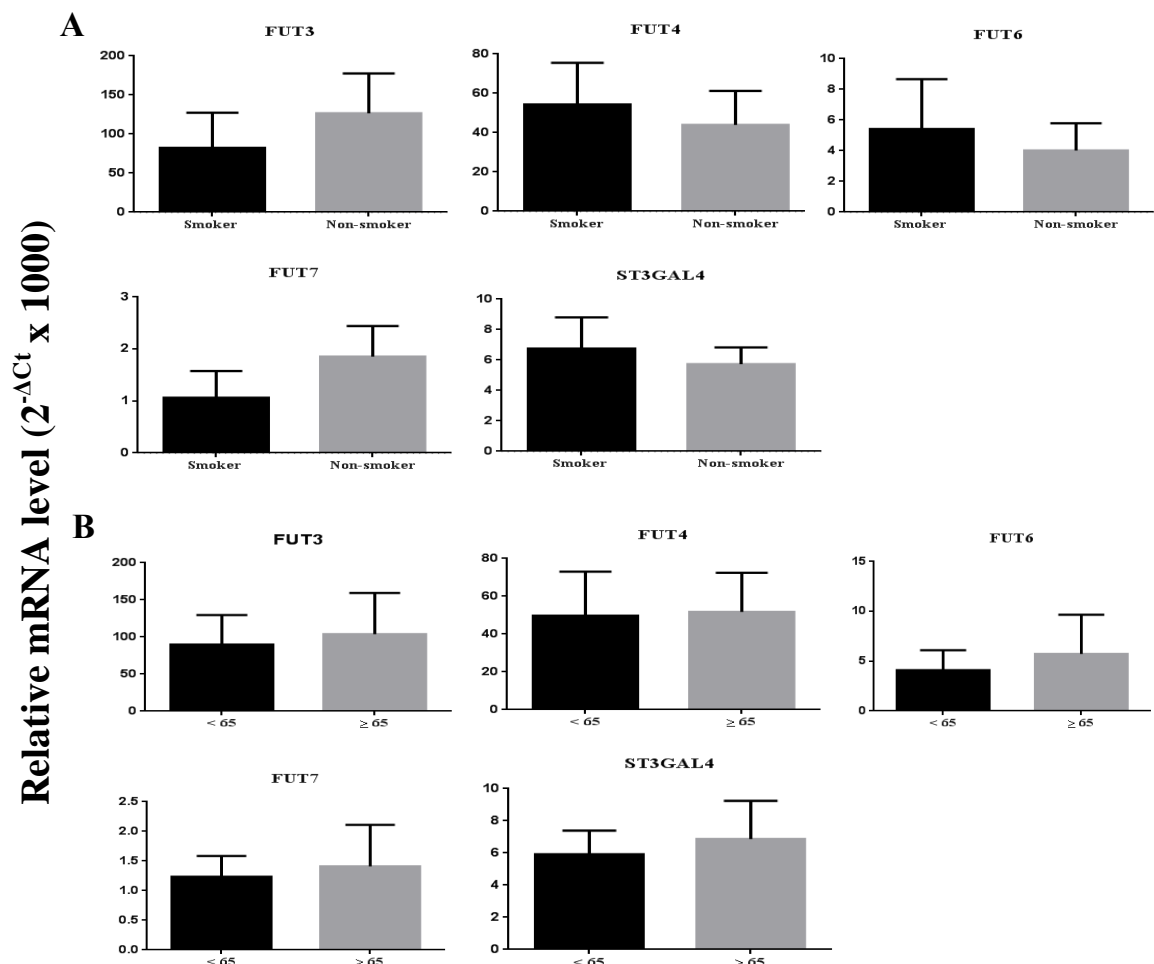 A
FUT3
200
150
100
50
0
Smoker Non-smoker
FUT4
80
60
40
20
0
Smoker Non-smoker
FUT6
10
8
6
4
2
0
Smoker Non-smoker
FUT7
3
2
1
0
Smoker Non-smoker
ST3GAL4
10
8
6
4
2
0
Smoker Non-smoker
Relative mRNA level (2-ΔCt x 1000)
B
FUT3
200
150
100
50
0
< 65 ≥ 65
FUT4
80
60
40
20
0
< 65 ≥ 65
FUT6
15
10
5
0
< 65 ≥ 65
FUT7
2.5
2.0
1.5
1.0
0.5
0.0
< 65 ≥ 65
ST3GAL4
10
8
6
4
2
0
< 65 ≥ 65